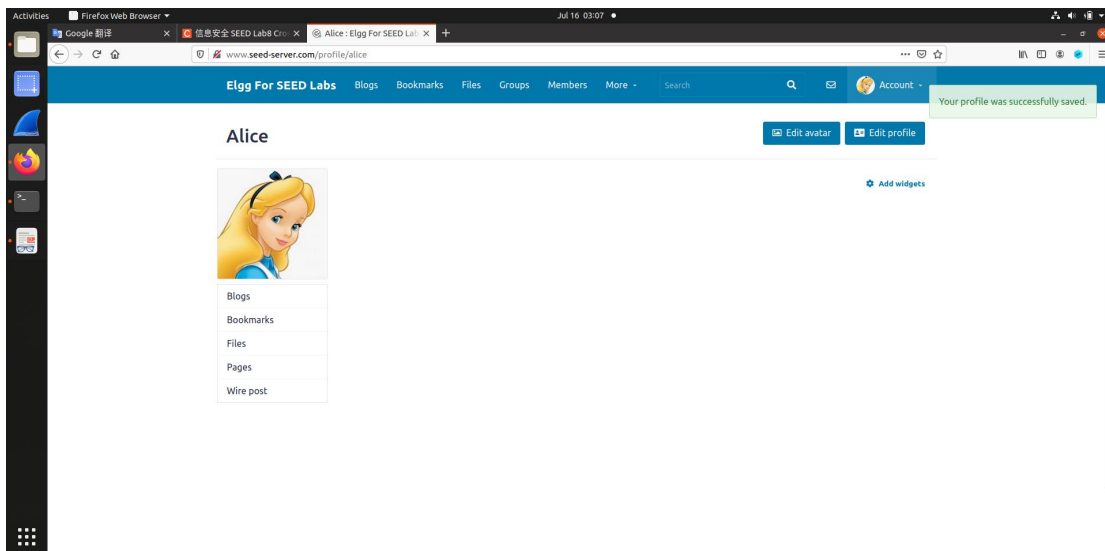 Activities Firefox Web Browser Jul 16 03:07
Google 翻译 信息安全 SEED Lab8 Cro Alice : Elgg For SEED Lab
www.seed-server.com/profile/alice
Elgg For SEED Labs Blogs Bookmarks Files Groups Members More Search Account
Your profile was successfully saved.
Alice Edit avatar Edit profile
Add widgets
Blogs
Bookmarks
Files
Pages
Wire post